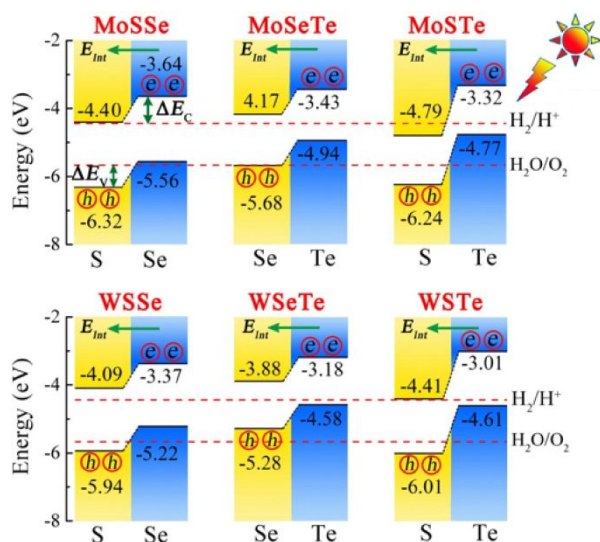 MoSSe MoSeTe MoSTe
-2
E_Int E_Int E_Int
-3.64 e e e e e e
-4 -4.40 ΔE_C 4.17 -3.43 -4.79 -3.32
H₂/H⁺
Energy (eV)
-4.94 -4.77 H₂O/O₂
ΔE_V
-6 h h -5.56 h h h h
-6.32 -5.68 -6.24
-8
S Se Se Te S Te
WSSe WSeTe WSTe
-2
E_Int E_Int E_Int
e e e e e e
-4 -4.09 -3.37 -3.88 -3.18 -4.41 -3.01
H₂/H⁺
Energy (eV)
-5.22 -4.58 -4.61
h h H₂O/O₂
-6 h h -5.28 h h
-5.94 -6.01
-8
S Se Se Te S Te